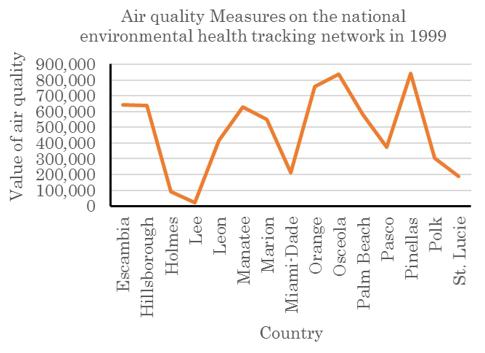 Air quality Measures on the national
environmental health tracking network in 1999
Value of air quality
900,000
800,000
700,000
600,000
500,000
400,000
300,000
200,000
100,000
0
Escambia
Hillsborough
Holmes
Lee
Leon
Manatee
Marion
Miami-Dade
Orange
Osceola
Palm Beach
Pasco
Pinellas
Polk
St. Lucie
Country